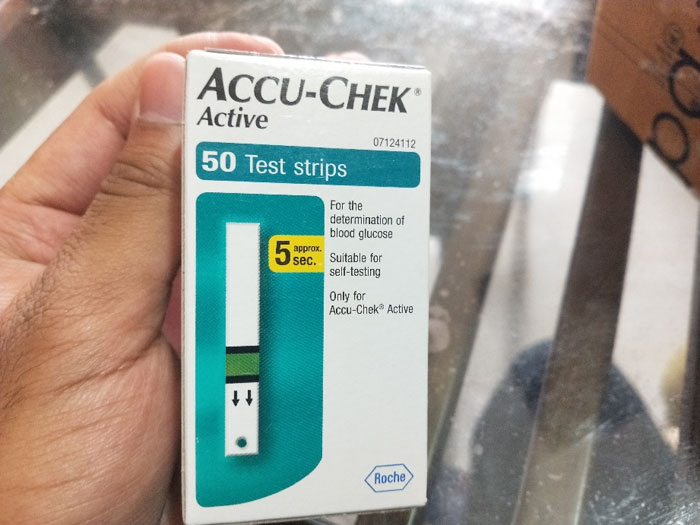 ACCU-CHEK®
Active
07124112
50 Test strips
For the
determination of
blood glucose
5 approx.
sec.
Suitable for
self-testing
Only for
Accu-Chek® Active
Roche